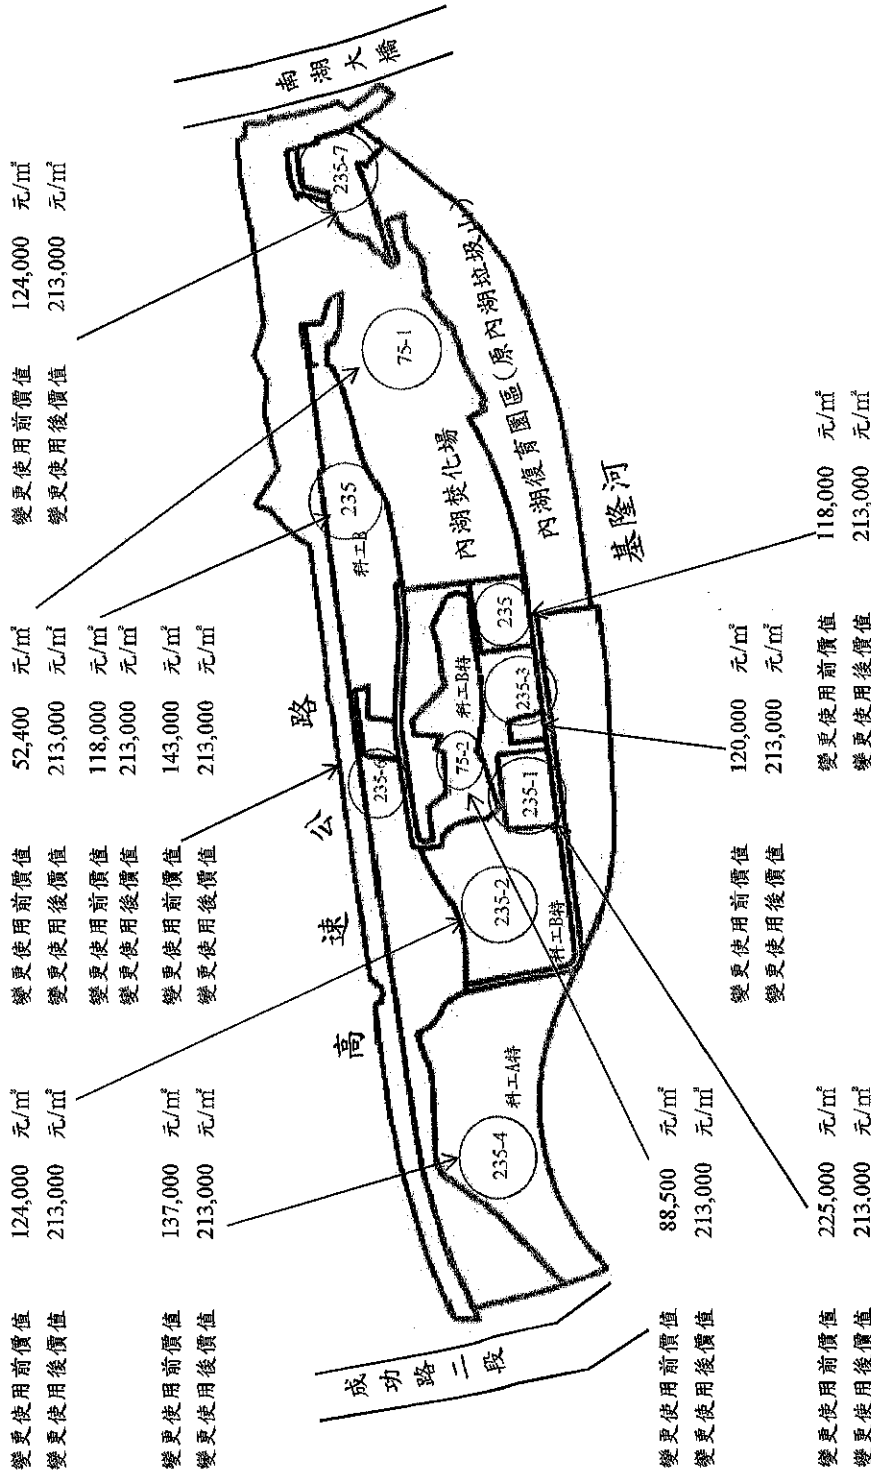 變更使用前價值 124,000 元/㎡
變更使用後價值 213,000 元/㎡
變更使用前價值 52,400 元/㎡
變更使用後價值 213,000 元/㎡
變更使用前價值 118,000 元/㎡
變更使用後價值 213,000 元/㎡
變更使用前價值 124,000 元/㎡
變更使用後價值 213,000 元/㎡
變更使用前價值 137,000 元/㎡
變更使用後價值 213,000 元/㎡
變更使用前價值 143,000 元/㎡
變更使用後價值 213,000 元/㎡
成功路二段
高速公路
南湖大橋
235-7
235
科工B
235-6
75-1
內湖焚化場
科工B特
75-2
235-4
科工A特
235-2
科工B特
235-1
235-3
235
內湖復育園區(原內湖垃圾山)
基隆河
變更使用前價值 88,500 元/㎡
變更使用後價值 213,000 元/㎡
變更使用前價值 120,000 元/㎡
變更使用後價值 213,000 元/㎡
變更使用前價值 225,000 元/㎡
變更使用後價值 213,000 元/㎡
變更使用前價值 118,000 元/㎡
變更使用後價值 213,000 元/㎡